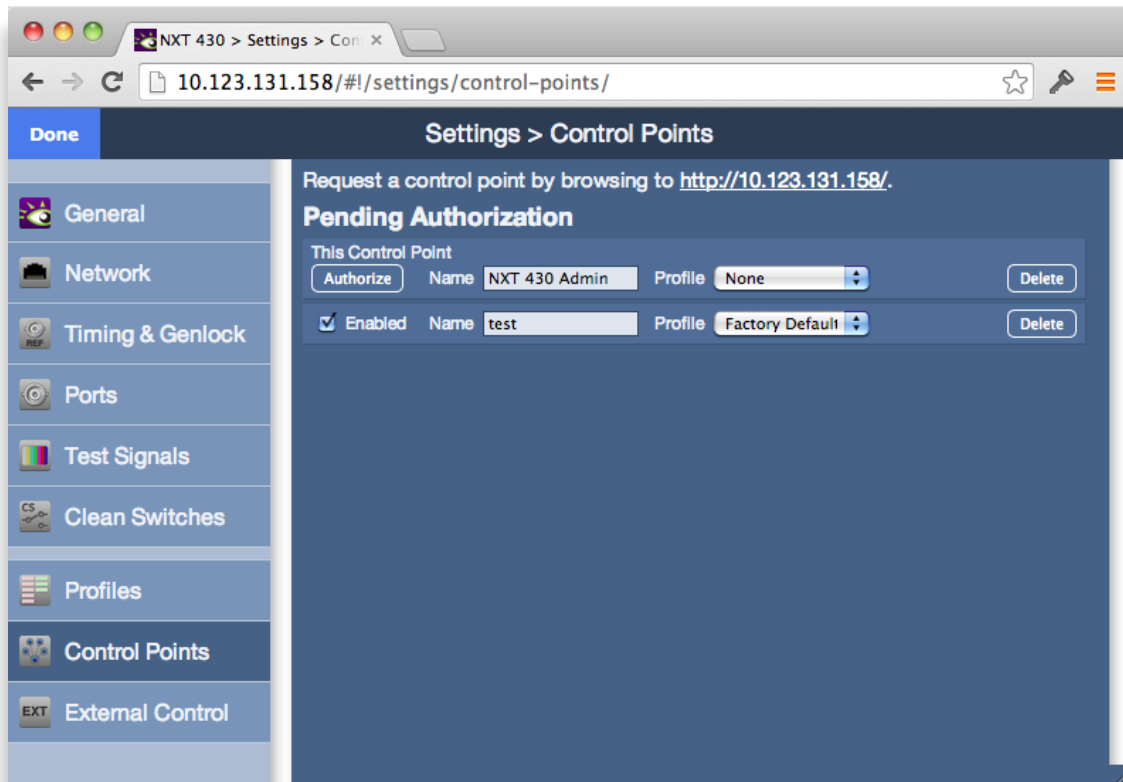 NXT 430 > Settings > Con
10.123.131.158/#!/settings/control-points/
Done
Settings > Control Points
General
Network
REF
Timing & Genlock
Ports
Test Signals
CS
Clean Switches
Profiles
Control Points
EXT
External Control
Request a control point by browsing to http://10.123.131.158/.
Pending Authorization
This Control Point
Authorize Name NXT 430 Admin Profile None Delete
Enabled Name test Profile Factory Default Delete